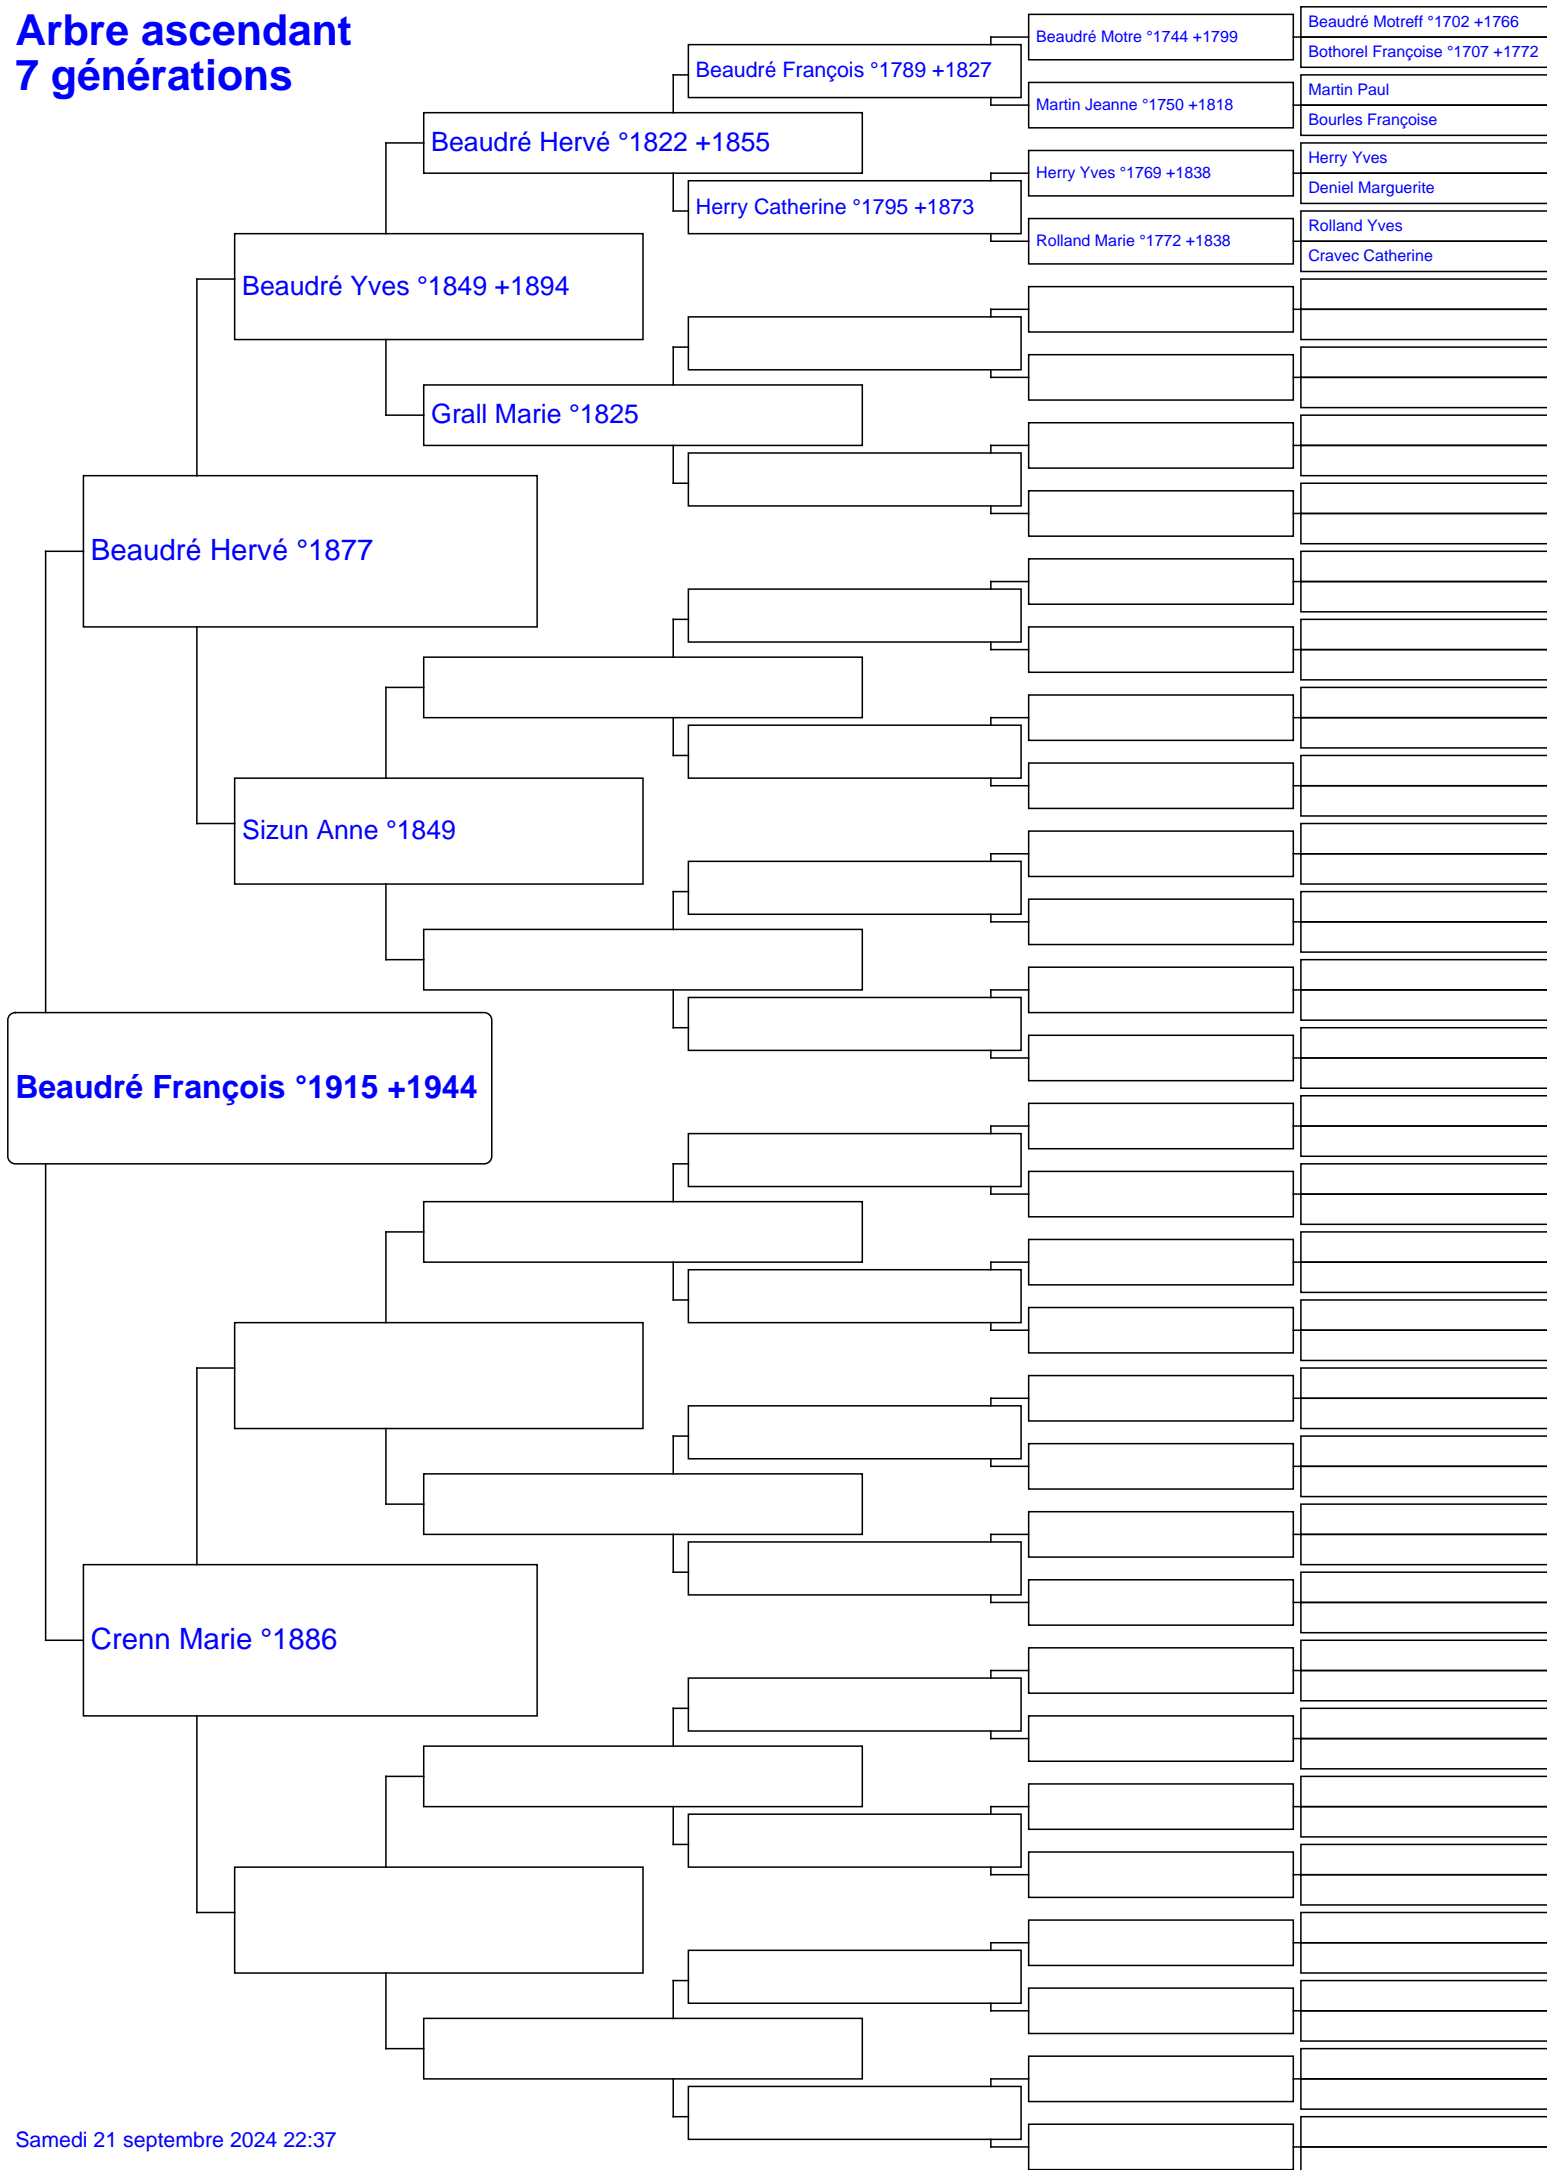 Arbre ascendant
7 générations
Beaudré Motreff °1702 +1766
Beaudré Motre °1744 +1799
Bothorel Françoise °1707 +1772
Beaudré François °1789 +1827
Martin Paul
Martin Jeanne °1750 +1818
Bourles Françoise
Beaudré Hervé °1822 +1855
Herry Yves
Herry Yves °1769 +1838
Deniel Marguerite
Herry Catherine °1795 +1873
Rolland Yves
Rolland Marie °1772 +1838
Cravec Catherine
Beaudré Yves °1849 +1894
Grall Marie °1825
Beaudré Hervé °1877
Sizun Anne °1849
Beaudré François °1915 +1944
Crenn Marie °1886
Samedi 21 septembre 2024 22:37